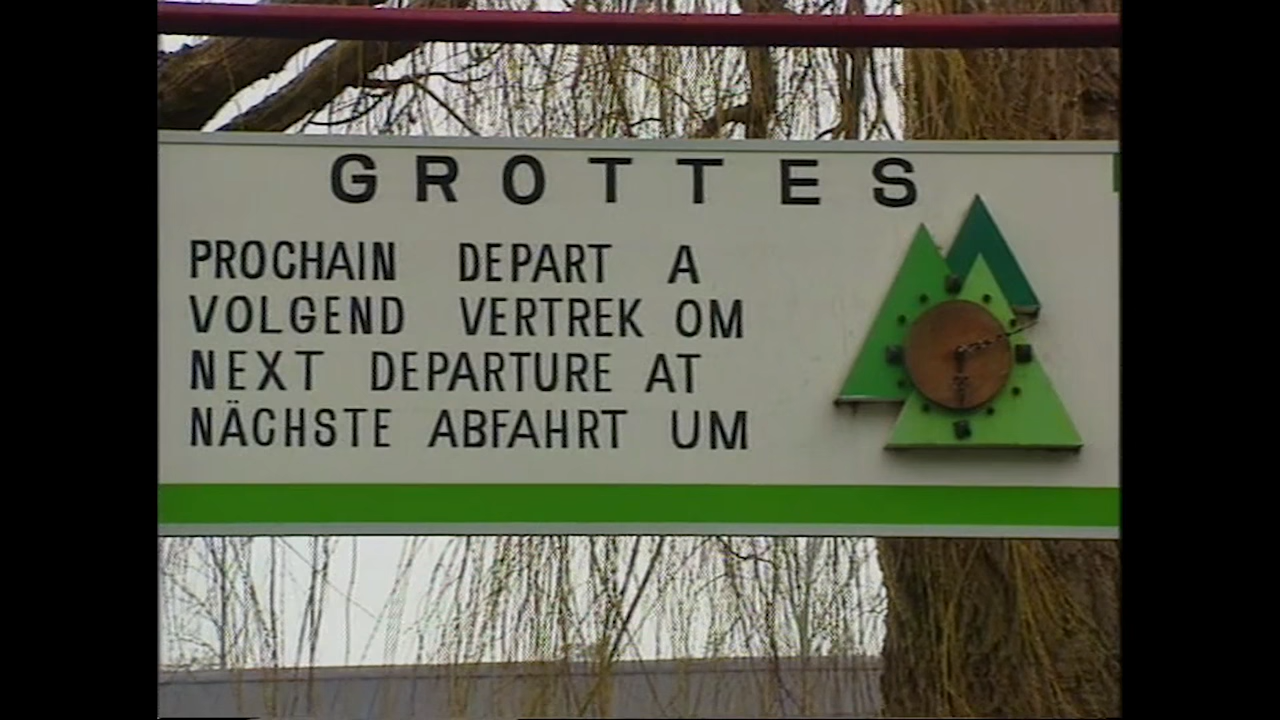 GROTTES
PROCHAIN DEPART A
VOLGEND VERTREK OM
NEXT DEPARTURE AT
NÄCHSTE ABFAHRT UM